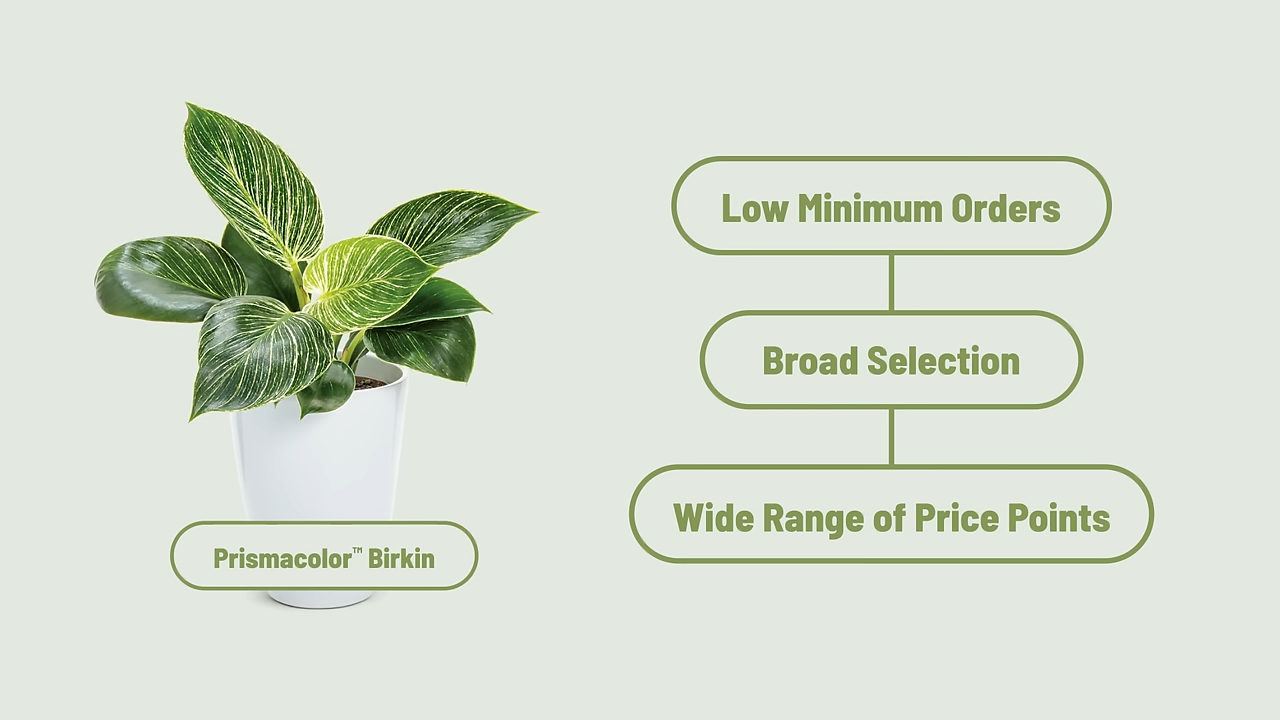 Low Minimum Orders
Broad Selection
Wide Range of Price Points
Prismacolor™ Birkin